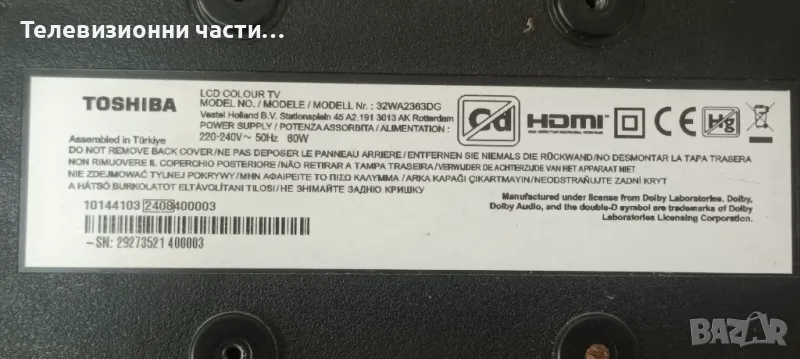 Телевизионни части...
TOSHIBA
LCD COLOUR TV
MODEL NO. / MODELE / MODELL Nr. : 32WA2363DG
Vestel Holland B.V. Stationsplein 45 A2.191 3013 AK Rotterdam
POWER SUPPLY / POTENZA ASSORBITA / ALIMENTATION :
Assembled in Türkiye
220-240V~ 50Hz 60W
Cd
HDMI
CE
Hg
DO NOT REMOVE BACK COVER/NE PAS DEPOSER LE PANNEAU ARRIERE/ENTFERNEN SIE NIEMALS DIE RÜCKWAND/NO DESMONTAR LA TAPA TRASERA
NON RIMUOVERE IL COPERCHIO POSTERIORE/NÃO RETIRAR A TAMPA TRASEIRA/VERWIJDER DE ACHTERZIJDE VAN HET APPARAAT NIET
NIE ZDEJMOWAĆ TYLNEJ POKRYWY/ΜΗΝ ΑΦΑΙΡΕΙΤΕ ΤΟ ΠΙΣΩ ΚΑΛΥΜΜΑ/ARKA KAPAĞI ÇIKARTMAYIN/NEODSTRAŇUJTE ZADNÍ KRYT
A HÁTSÓ BURKOLATOT ELTÁVOLÍTANI TILOS!/НЕ ЗНІМАЙТЕ ЗАДНЮ КРИШКУ
10144103 2408400003
SN: 29273521 400003
Manufactured under license from Dolby Laboratories. Dolby,
Dolby Audio, and the double-D symbol are trademarks of Dolby
Laboratories Licensing Corporation.
BAZAR